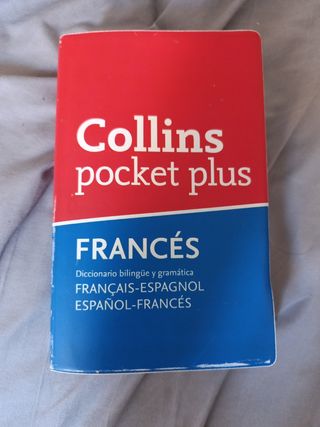 Collins
pocket plus
FRANCÉS
Diccionario bilingüe y gramática
FRANÇAIS-ESPAGNOL
ESPAÑOL-FRANCÉS